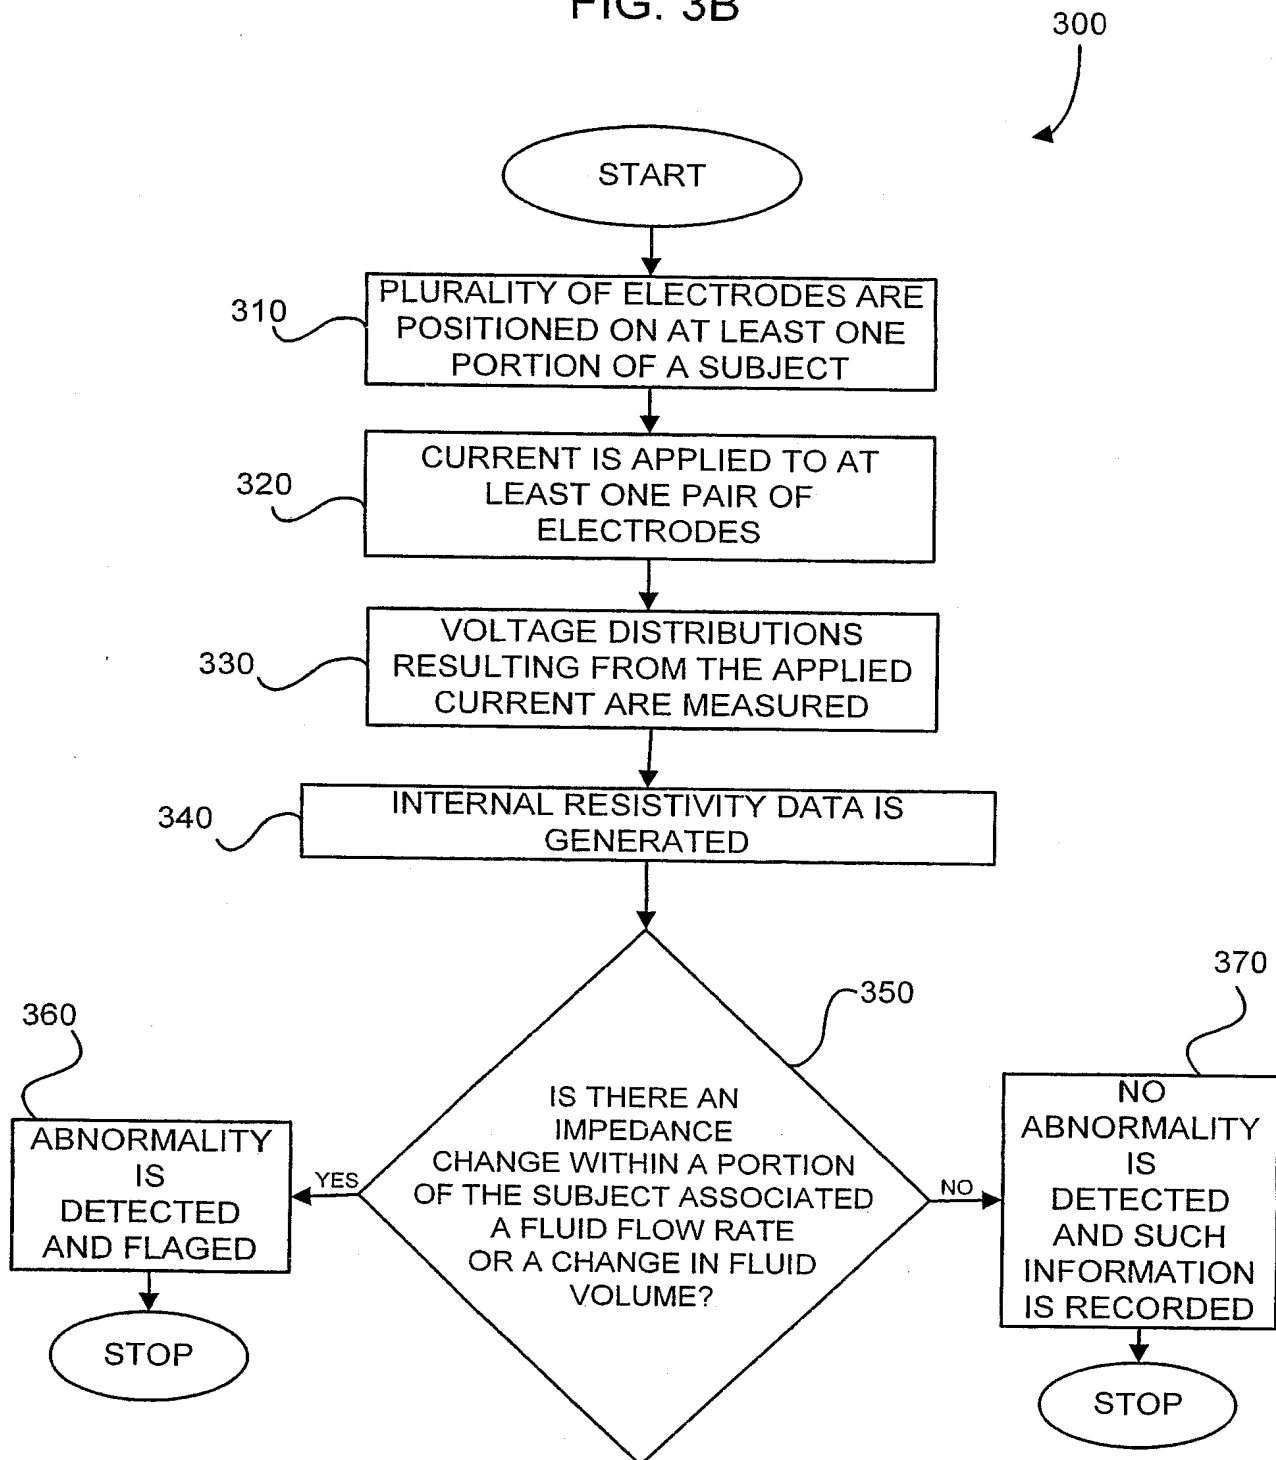 FIG. 3B
300
START
310
PLURALITY OF ELECTRODES ARE
POSITIONED ON AT LEAST ONE
PORTION OF A SUBJECT
320
CURRENT IS APPLIED TO AT
LEAST ONE PAIR OF
ELECTRODES
330
VOLTAGE DISTRIBUTIONS
RESULTING FROM THE APPLIED
CURRENT ARE MEASURED
340
INTERNAL RESISTIVITY DATA IS
GENERATED
350
IS THERE AN
IMPEDANCE
CHANGE WITHIN A PORTION
OF THE SUBJECT ASSOCIATED
A FLUID FLOW RATE
OR A CHANGE IN FLUID
VOLUME?
YES
360
ABNORMALITY
IS
DETECTED
AND FLAGED
STOP
NO
370
NO
ABNORMALITY
IS
DETECTED
AND SUCH
INFORMATION
IS RECORDED
STOP